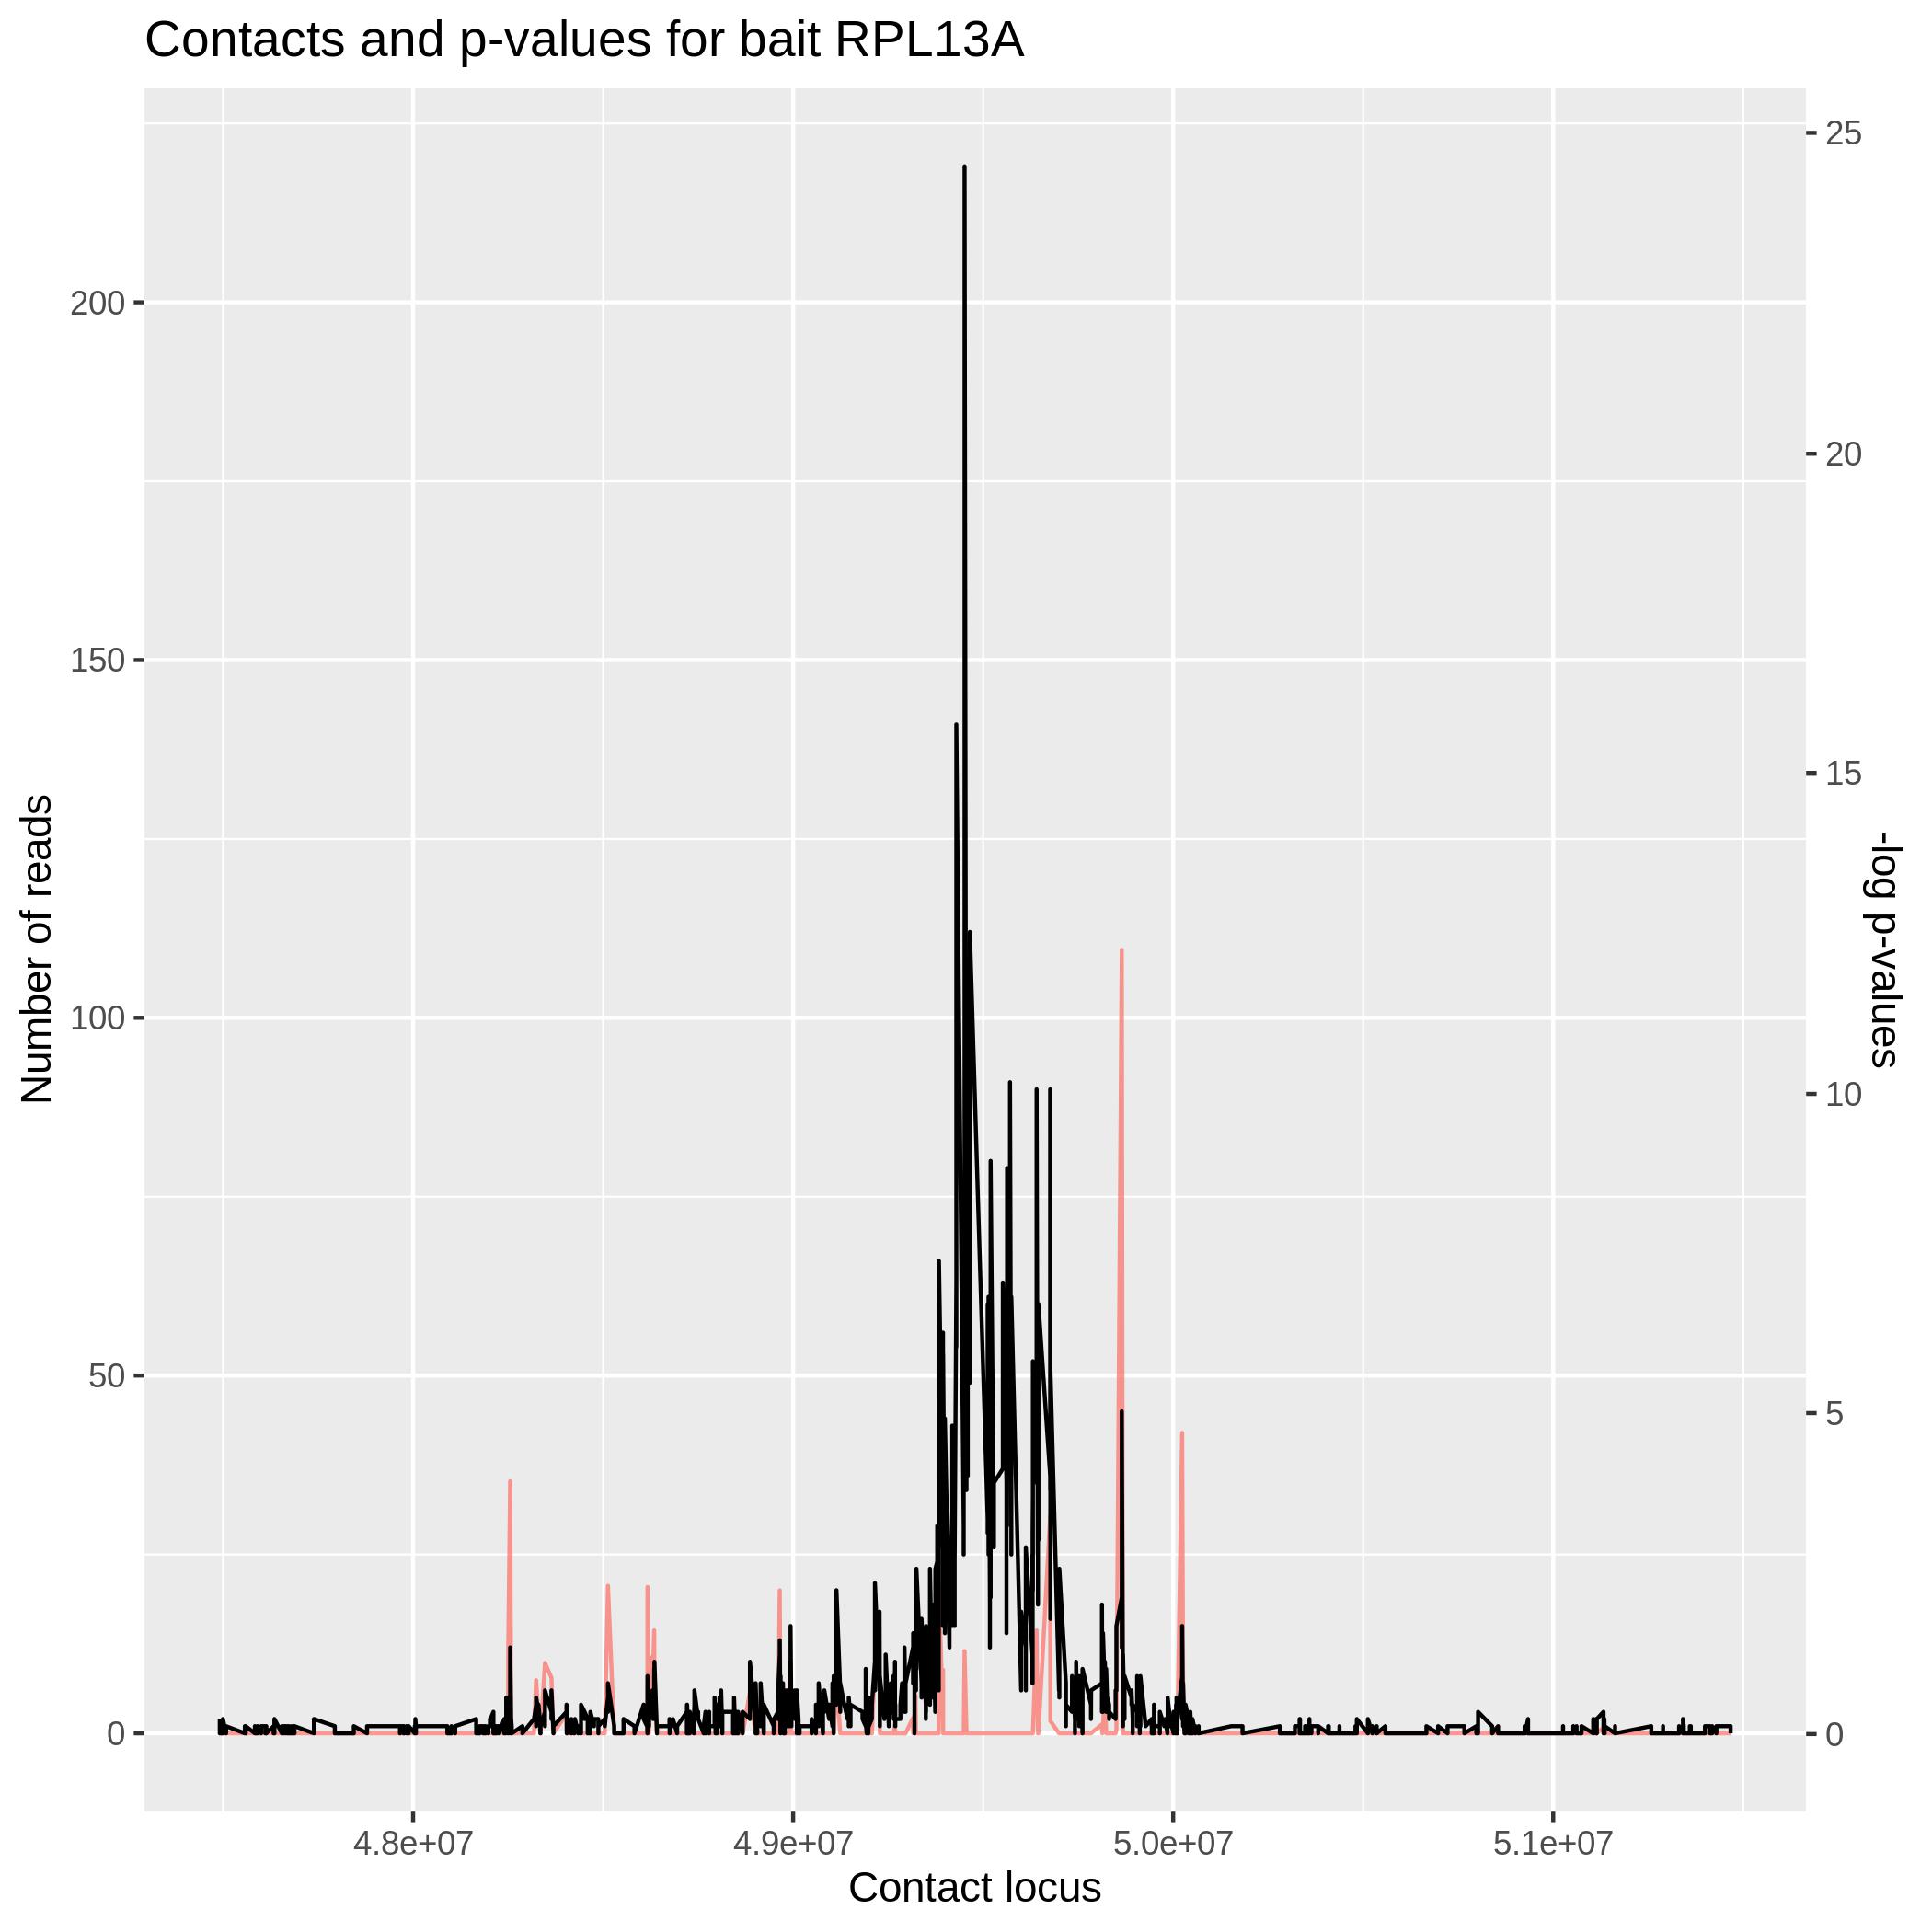 Contacts and p-values for bait RPL13A
Number of reads
200
150
100
50
0
25
20
15
10
5
0
-log p-values
4.8e+07
4.9e+07
5.0e+07
5.1e+07
Contact locus